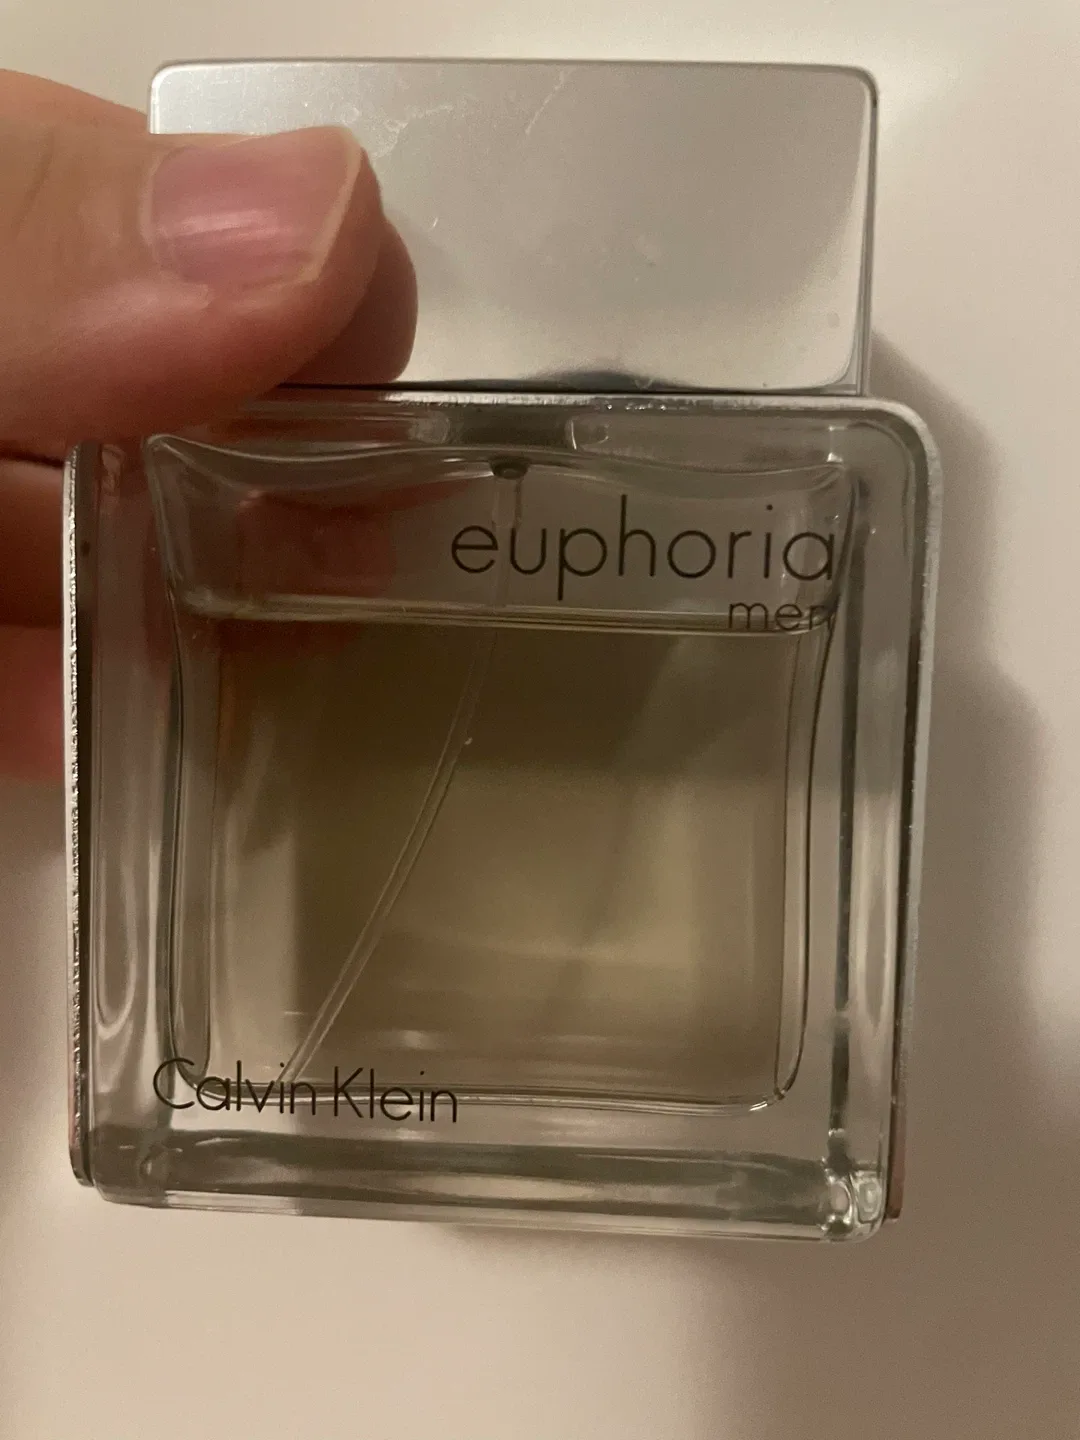 euphoria
men
Calvin Klein